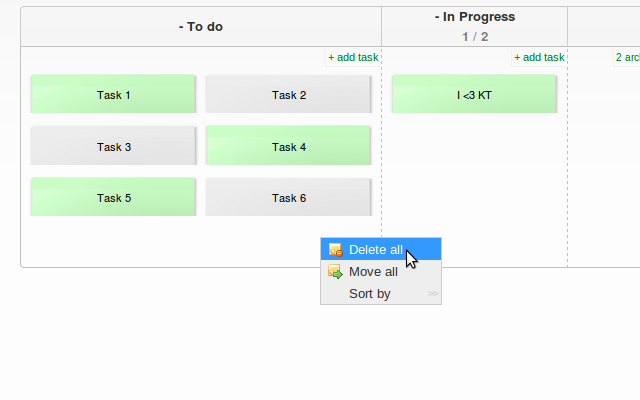 - To do
- In Progress
1 / 2
+ add task
+ add task
2 arc
Task 1
Task 2
I <3 KT
Task 3
Task 4
Task 5
Task 6
Delete all
Move all
Sort by >>